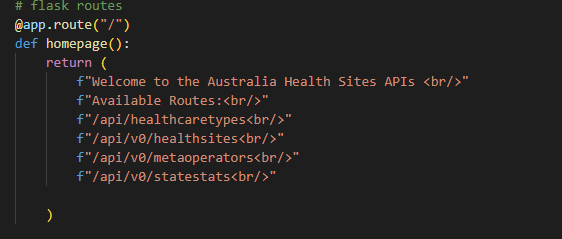 # flask routes
@app.route("/")
def homepage():
return (
f"Welcome to the Australia Health Sites APIs <br/>"
f"Available Routes:<br/>"
f"/api/healthcaretypes<br/>"
f"/api/v0/healthsites<br/>"
f"/api/v0/metaoperators<br/>"
f"/api/v0/statestats<br/>"
)